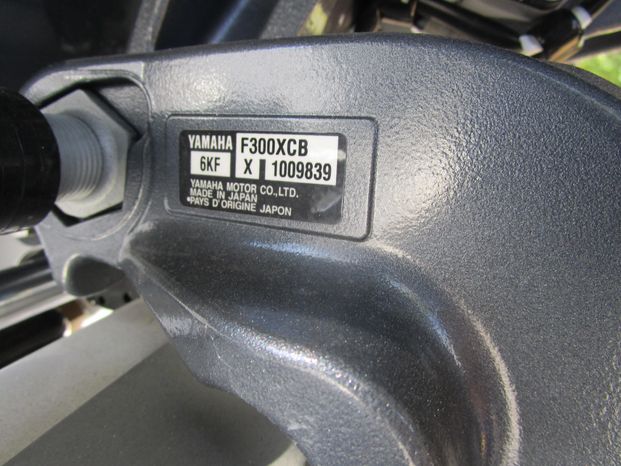 YAMAHA F300XCB
6KF X 1009839
YAMAHA MOTOR CO.,LTD.
MADE IN JAPAN
*PAYS D'ORIGINE JAPON